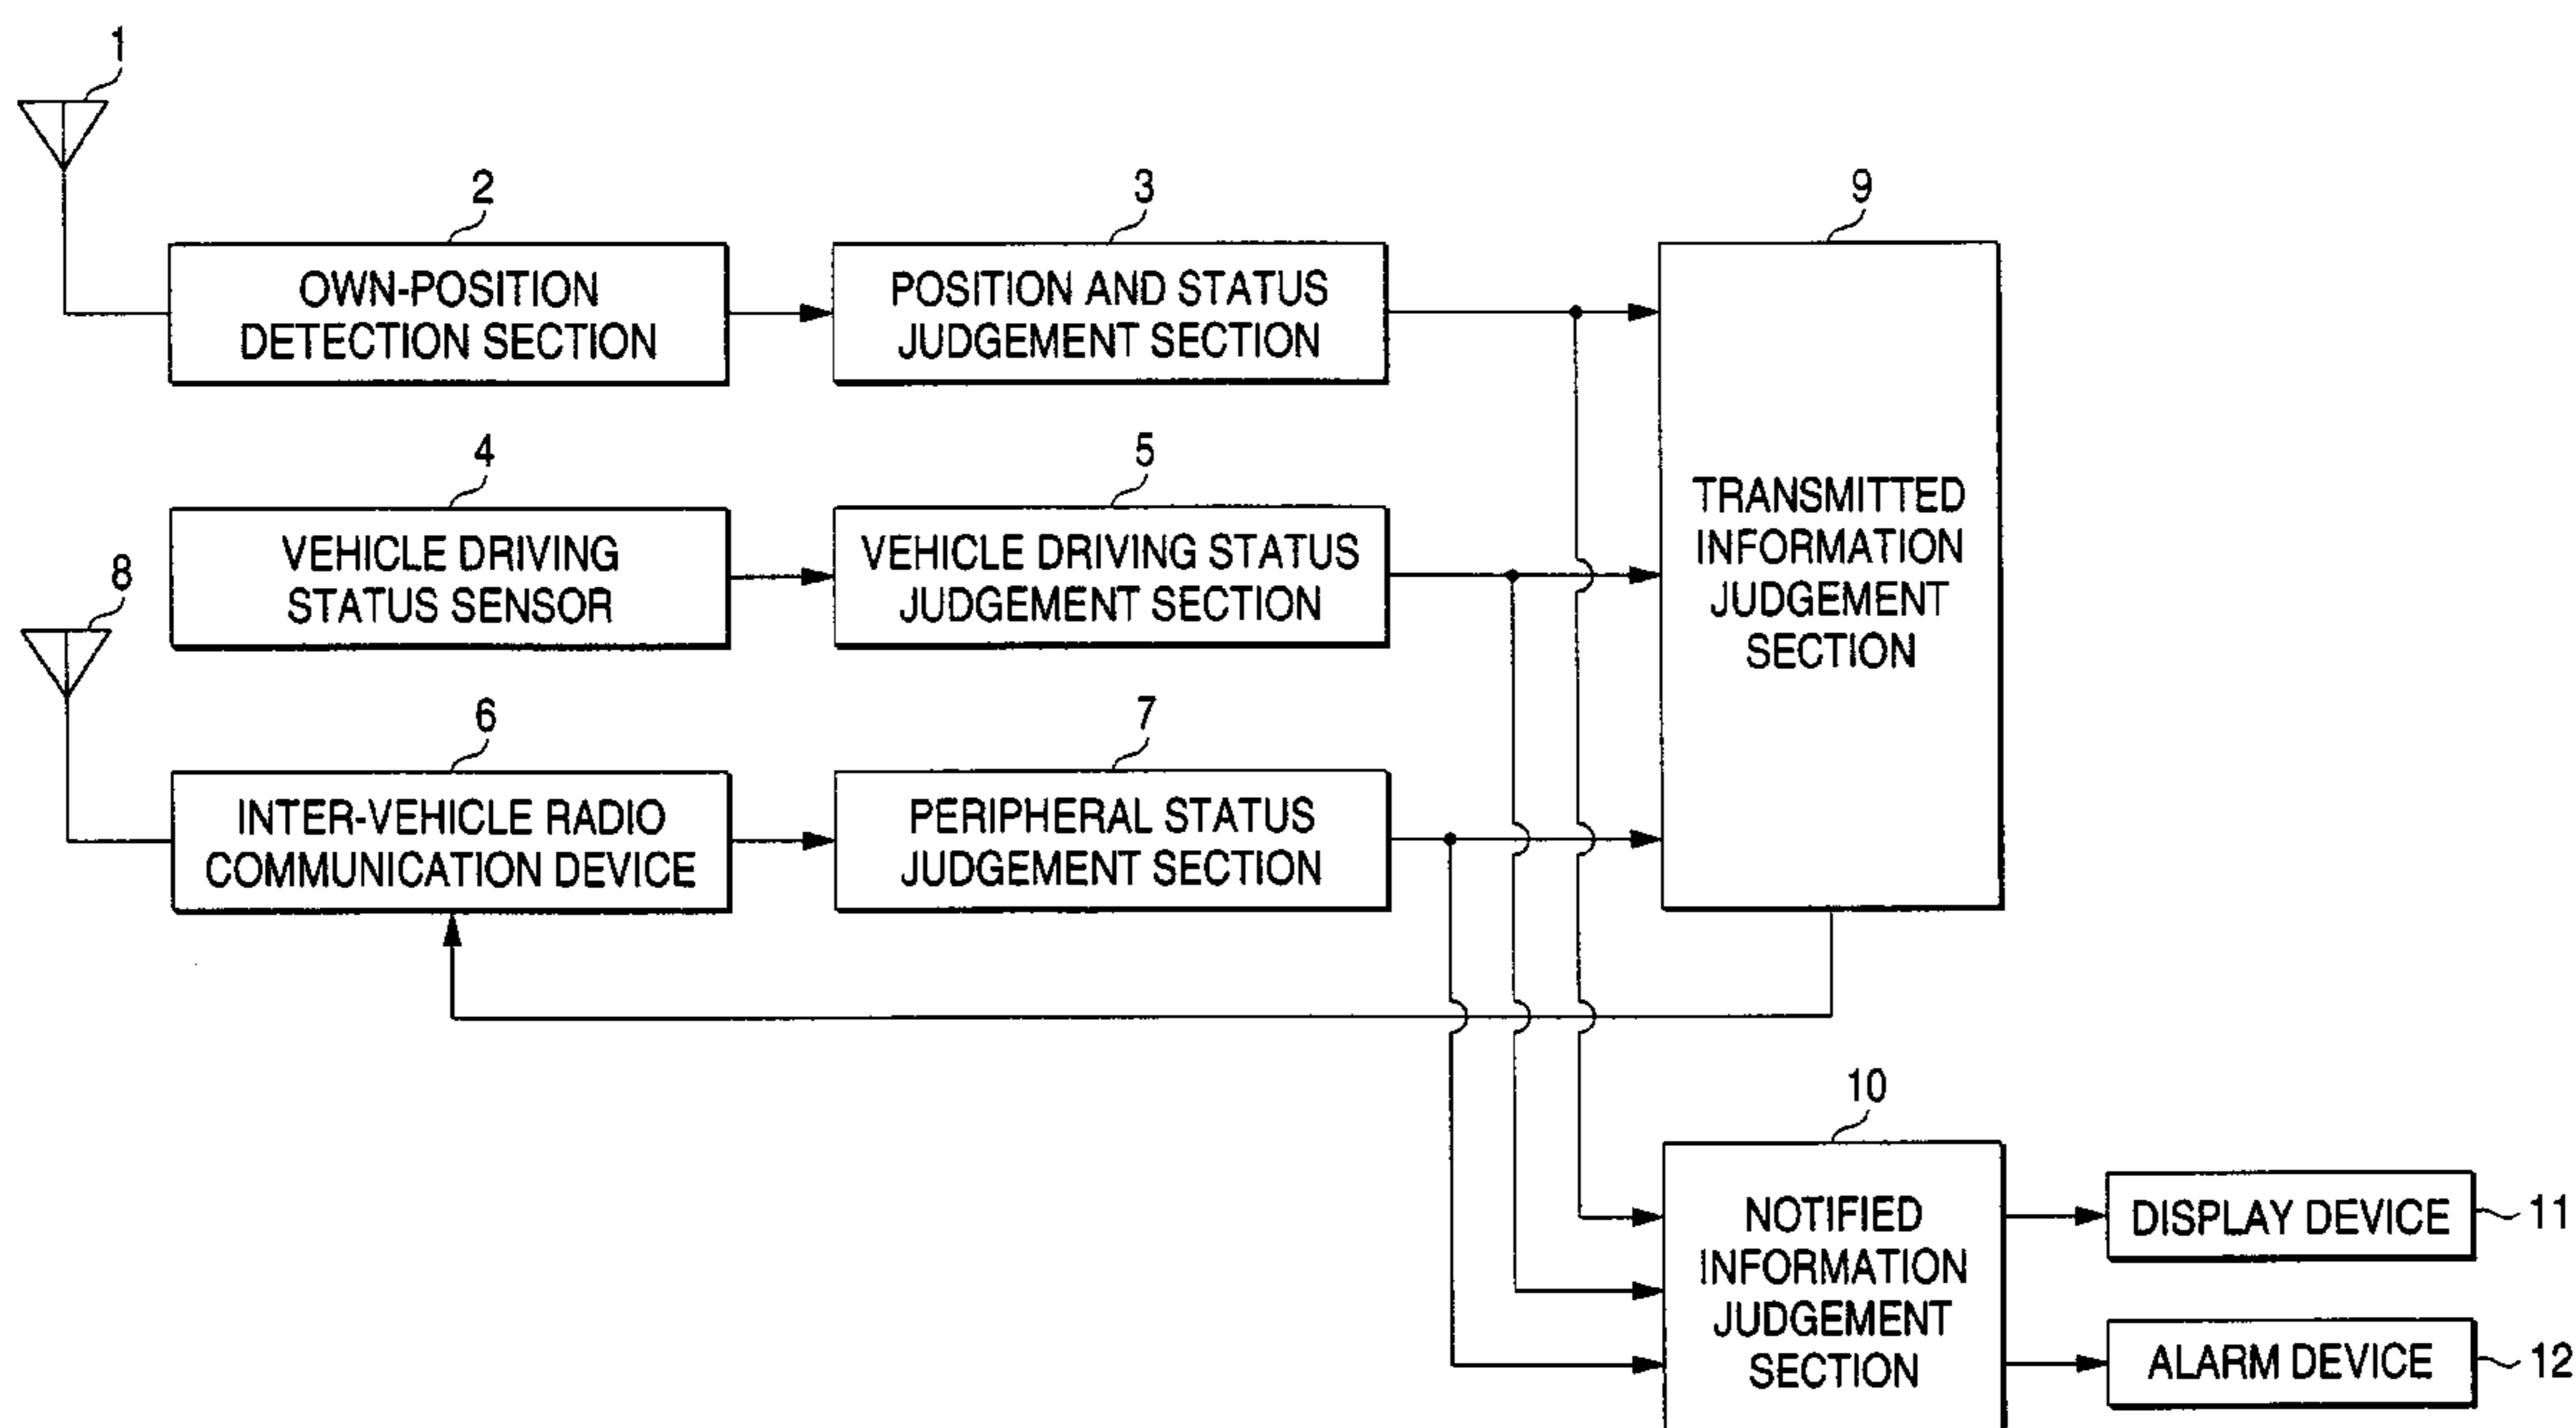 1
2
OWN-POSITION
DETECTION SECTION
3
POSITION AND STATUS
JUDGEMENT SECTION
9
TRANSMITTED
INFORMATION
JUDGEMENT
SECTION
4
VEHICLE DRIVING
STATUS SENSOR
5
VEHICLE DRIVING STATUS
JUDGEMENT SECTION
8
6
INTER-VEHICLE RADIO
COMMUNICATION DEVICE
7
PERIPHERAL STATUS
JUDGEMENT SECTION
10
NOTIFIED
INFORMATION
JUDGEMENT
SECTION
DISPLAY DEVICE
11
ALARM DEVICE
12